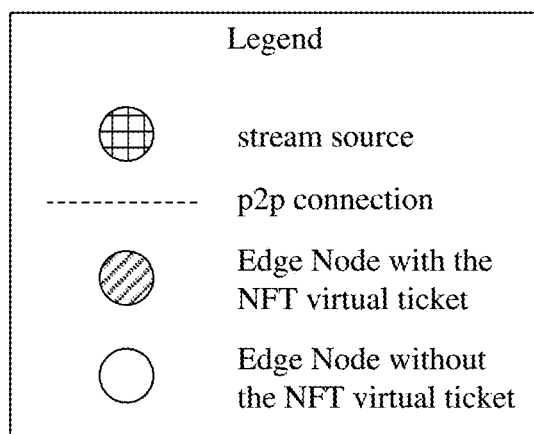 Legend
stream source
p2p connection
Edge Node with the
NFT virtual ticket
Edge Node without
the NFT virtual ticket